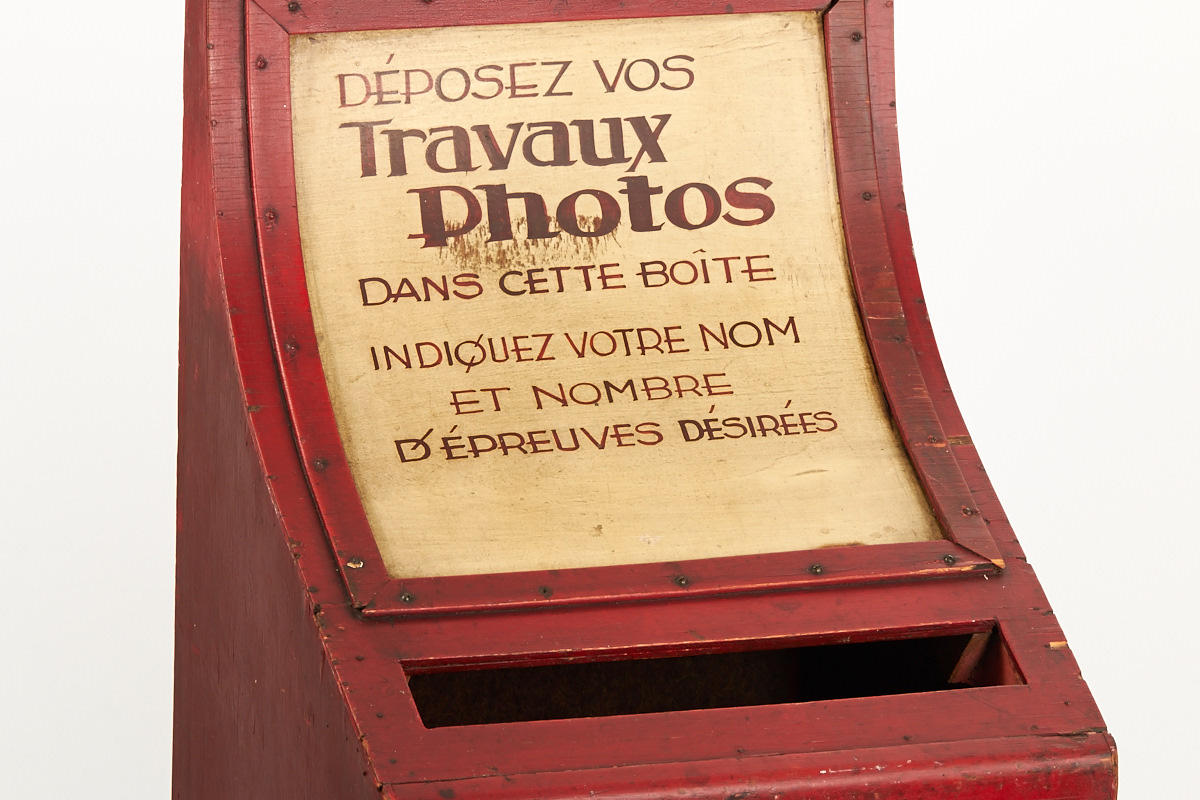 DÉPOSEZ VOS
Travaux
Photos
DANS CETTE BOÎTE
INDIQUEZ VOTRE NOM
ET NOMBRE
D'ÉPREUVES DÉSIRÉES